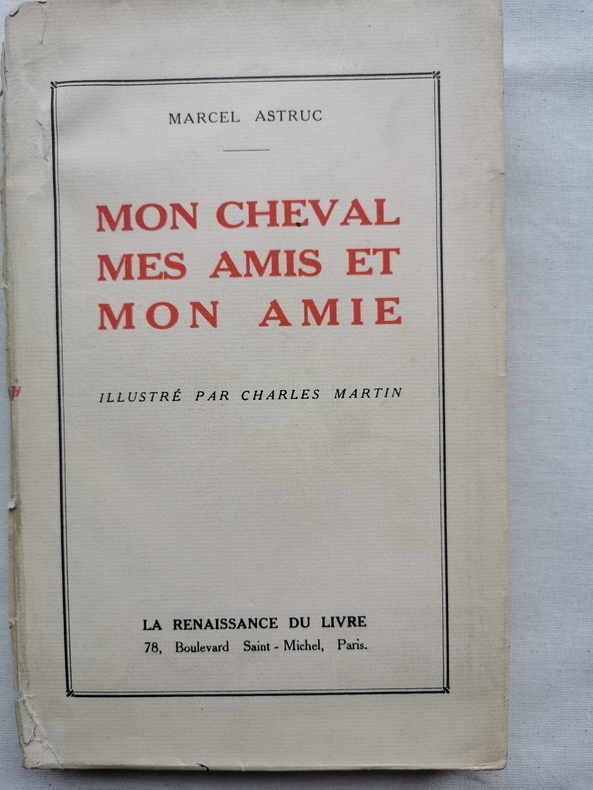 MARCEL ASTRUC
MON CHEVAL
MES AMIS ET
MON AMIE
ILLUSTRÉ PAR CHARLES MARTIN
LA RENAISSANCE DU LIVRE
78, Boulevard Saint-Michel, Paris.